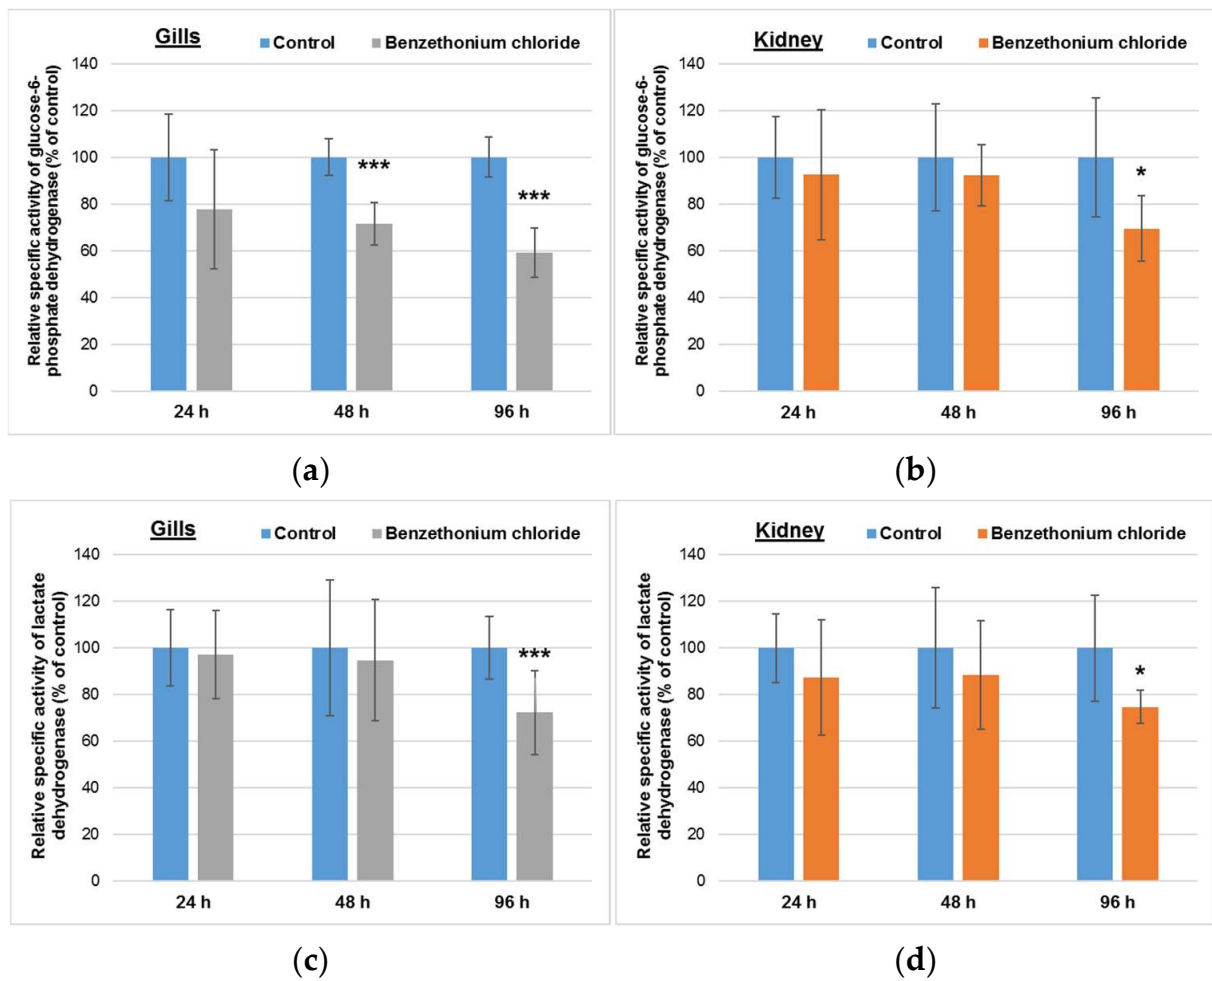 Gills
Control Benzethonium chloride
Relative specific activity of glucose-6-
phosphate dehydrogenase (% of control)
140
120
100
80
60
40
20
0
***
***
24 h 48 h 96 h
(a)
Kidney
Control Benzethonium chloride
Relative specific activity of glucose-6-
phosphate dehydrogenase (% of control)
140
120
100
80
60
40
20
0
*
24 h 48 h 96 h
(b)
Gills
Control Benzethonium chloride
Relative specific activity of lactate
dehydrogenase (% of control)
140
120
100
80
60
40
20
0
***
24 h 48 h 96 h
(c)
Kidney
Control Benzethonium chloride
Relative specific activity of lactate
dehydrogenase (% of control)
140
120
100
80
60
40
20
0
*
24 h 48 h 96 h
(d)